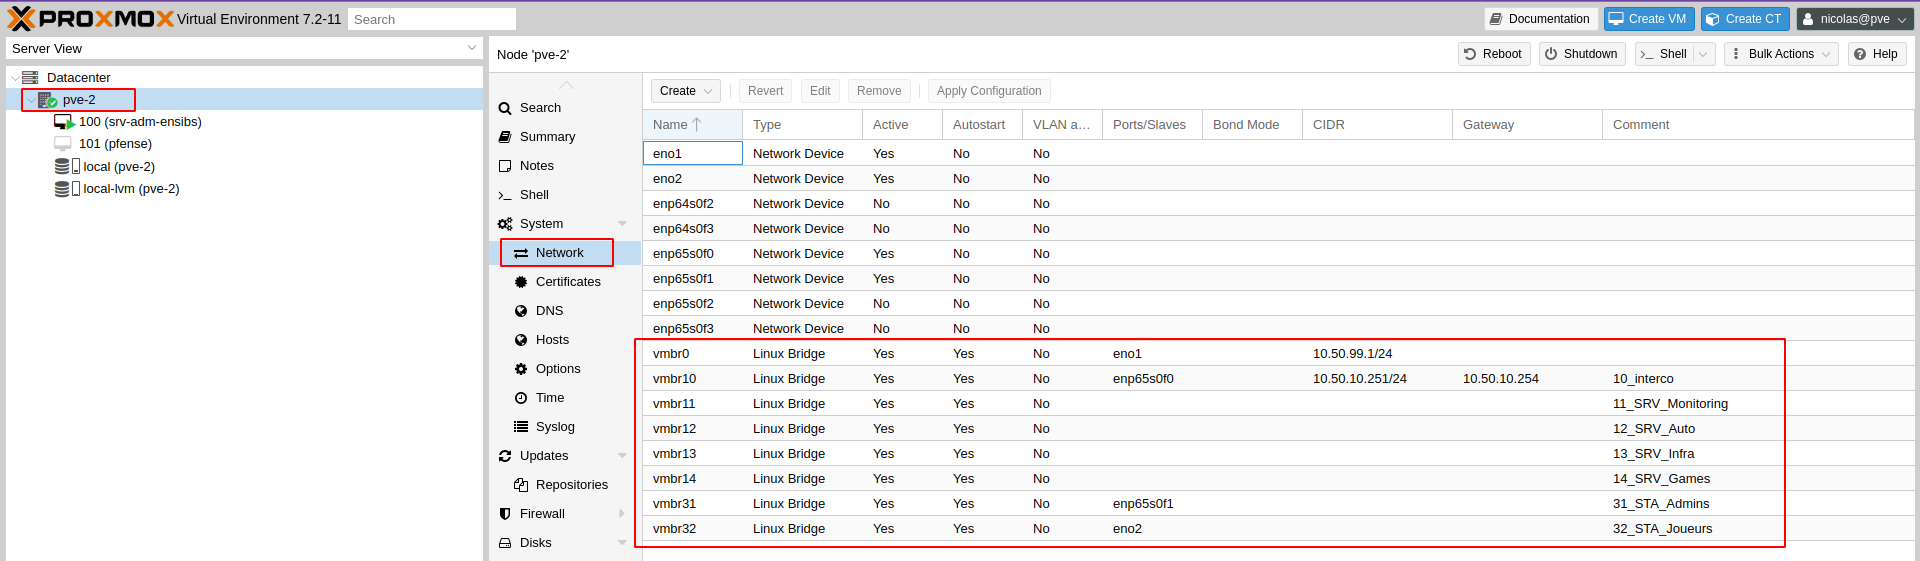 PROXMOX Virtual Environment 7.2-11 Search Documentation Create VM Create CT nicolas@pve
Server View
Datacenter
pve-2
100 (srv-adm-ensibs)
101 (pfense)
local (pve-2)
local-lvm (pve-2)
Node 'pve-2' Reboot Shutdown Shell Bulk Actions Help
Search
Summary
Notes
Shell
System
Network
Certificates
DNS
Hosts
Options
Time
Syslog
Updates
Repositories
Firewall
Disks
Create Revert Edit Remove Apply Configuration
Name Type Active Autostart VLAN a... Ports/Slaves Bond Mode CIDR Gateway Comment
eno1 Network Device Yes No No
eno2 Network Device Yes No No
enp64s0f2 Network Device No No No
enp64s0f3 Network Device No No No
enp65s0f0 Network Device Yes No No
enp65s0f1 Network Device Yes No No
enp65s0f2 Network Device No No No
enp65s0f3 Network Device No No No
vmbr0 Linux Bridge Yes Yes No eno1 10.50.99.1/24
vmbr10 Linux Bridge Yes Yes No enp65s0f0 10.50.10.251/24 10.50.10.254 10_interco
vmbr11 Linux Bridge Yes Yes No 11_SRV_Monitoring
vmbr12 Linux Bridge Yes Yes No 12_SRV_Auto
vmbr13 Linux Bridge Yes Yes No 13_SRV_Infra
vmbr14 Linux Bridge Yes Yes No 14_SRV_Games
vmbr31 Linux Bridge Yes Yes No enp65s0f1 31_STA_Admins
vmbr32 Linux Bridge Yes Yes No eno2 32_STA_Joueurs